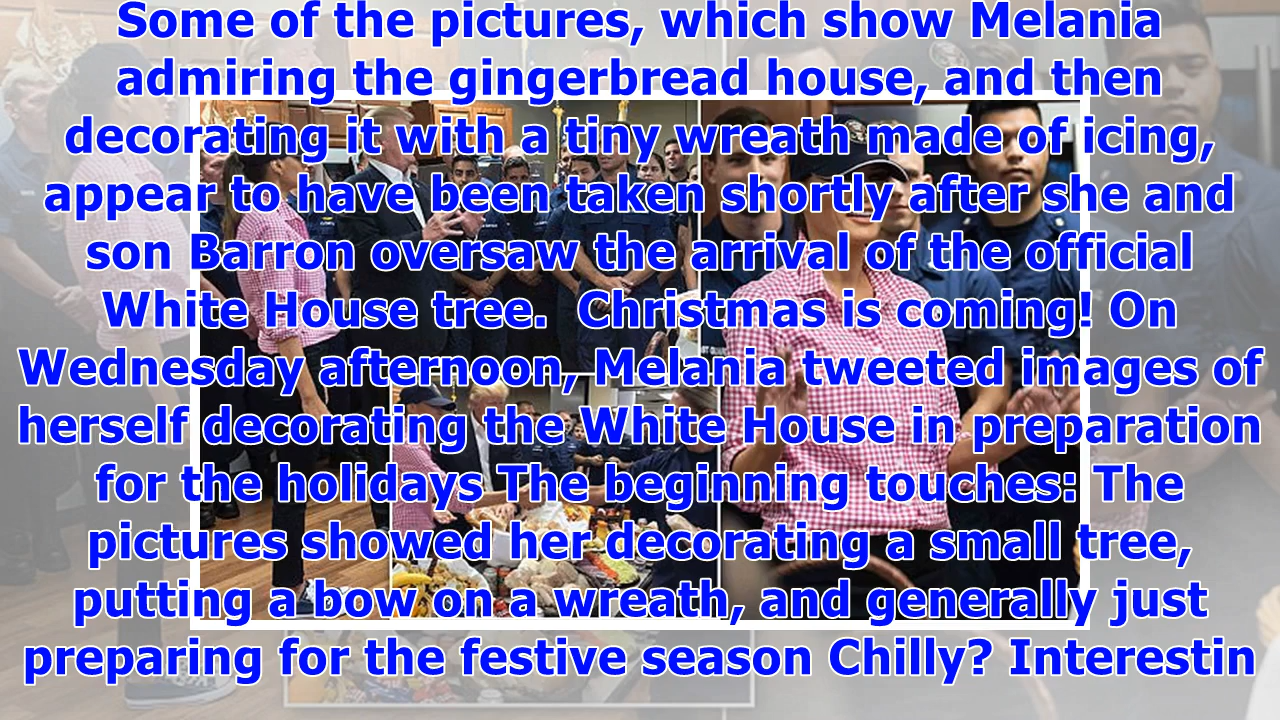 Some of the pictures, which show Melania
admiring the gingerbread house, and then
decorating it with a tiny wreath made of icing,
appear to have been taken shortly after she and
son Barron oversaw the arrival of the official
White House tree.  Christmas is coming! On
Wednesday afternoon, Melania tweeted images of
herself decorating the White House in preparation
for the holidays The beginning touches: The
pictures showed her decorating a small tree,
putting a bow on a wreath, and generally just
preparing for the festive season Chilly? Interestin